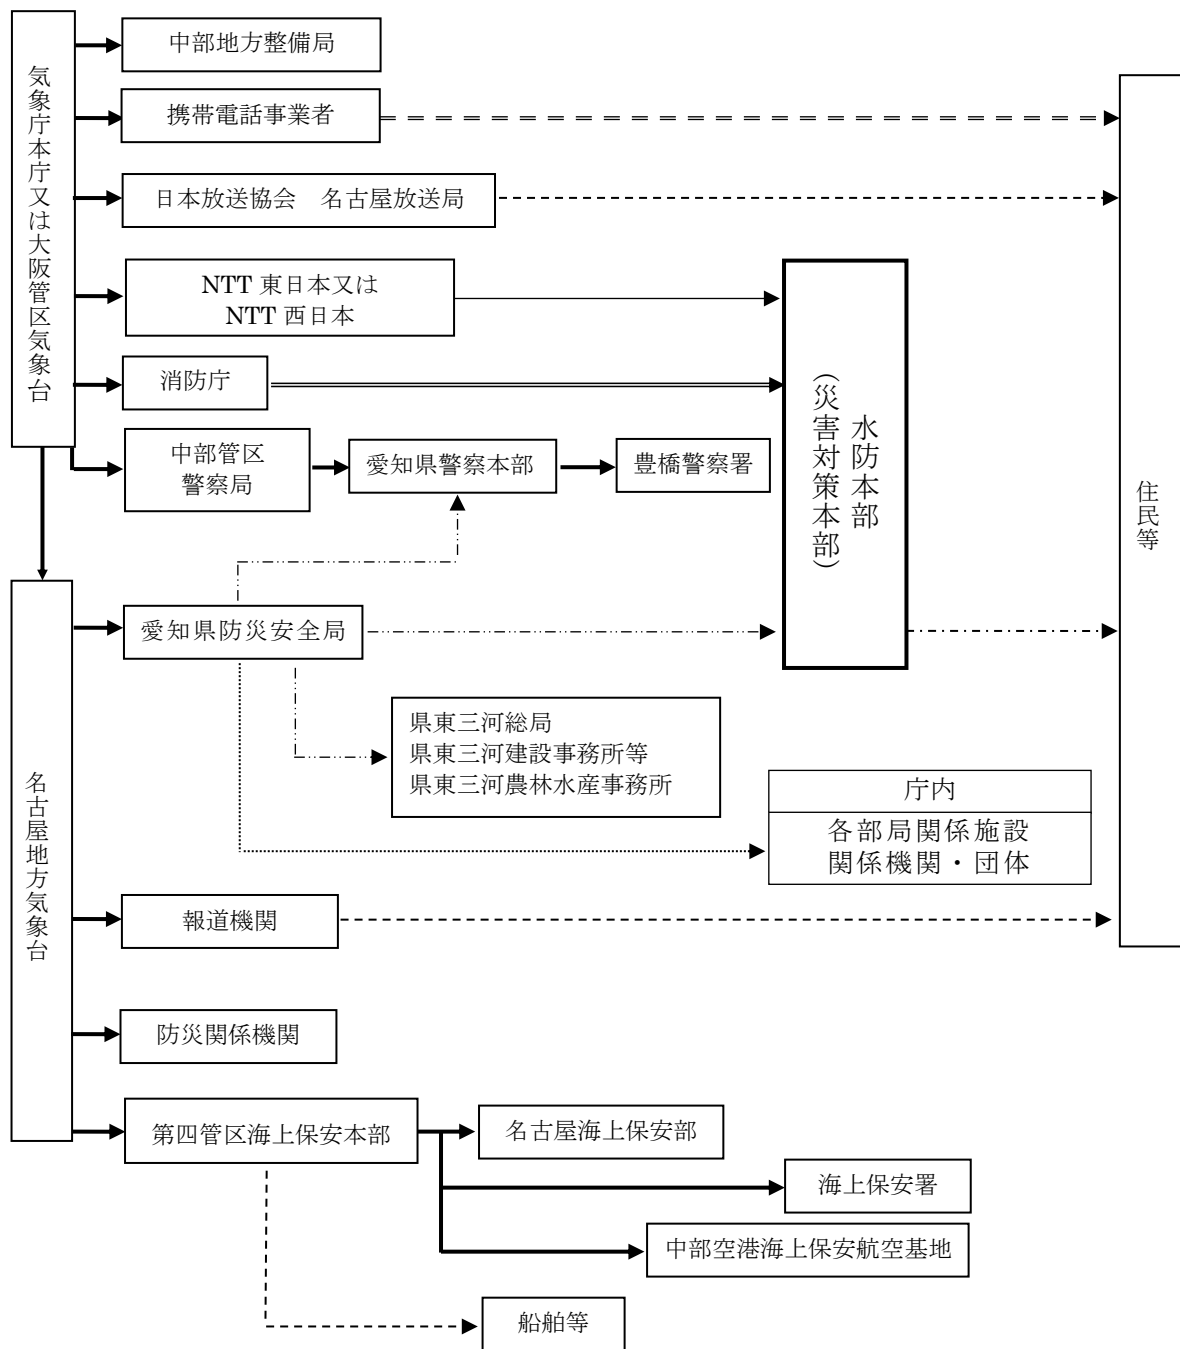 気象庁本庁又は大阪管区気象台
中部地方整備局
携帯電話事業者
日本放送協会　名古屋放送局
NTT 東日本又は
NTT 西日本
消防庁
中部管区
警察局
愛知県警察本部
豊橋警察署
水防本部
（災害対策本部）
住民等
名古屋地方気象台
愛知県防災安全局
県東三河総局
県東三河建設事務所等
県東三河農林水産事務所
庁内
各部局関係施設
関係機関・団体
報道機関
防災関係機関
第四管区海上保安本部
名古屋海上保安部
海上保安署
中部空港海上保安航空基地
船舶等